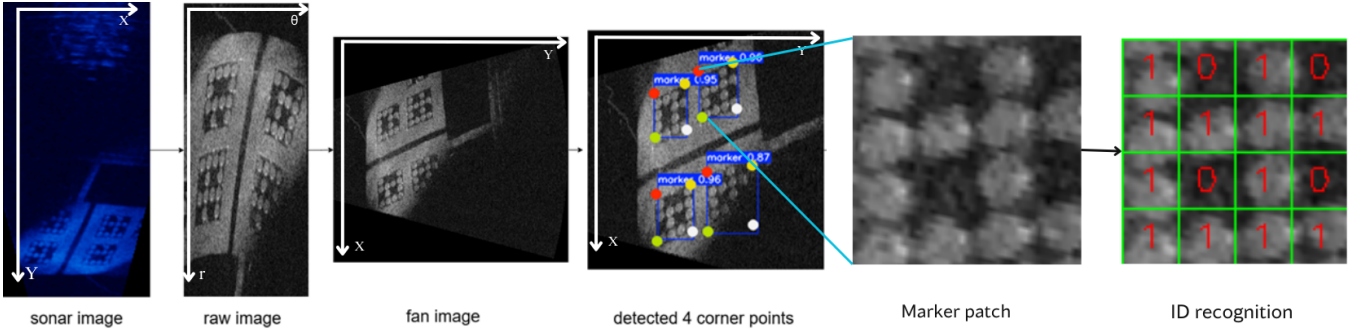 X
Y
sonar image
θ
r
raw image
Y
X
fan image
Y
X
marker 0.95
marker 0.96
marker 0.96
marker 0.87
detected 4 corner points
Marker patch
1 0 1 0
1 1 1 1
1 0 1 0
1 1 1 1
ID recognition